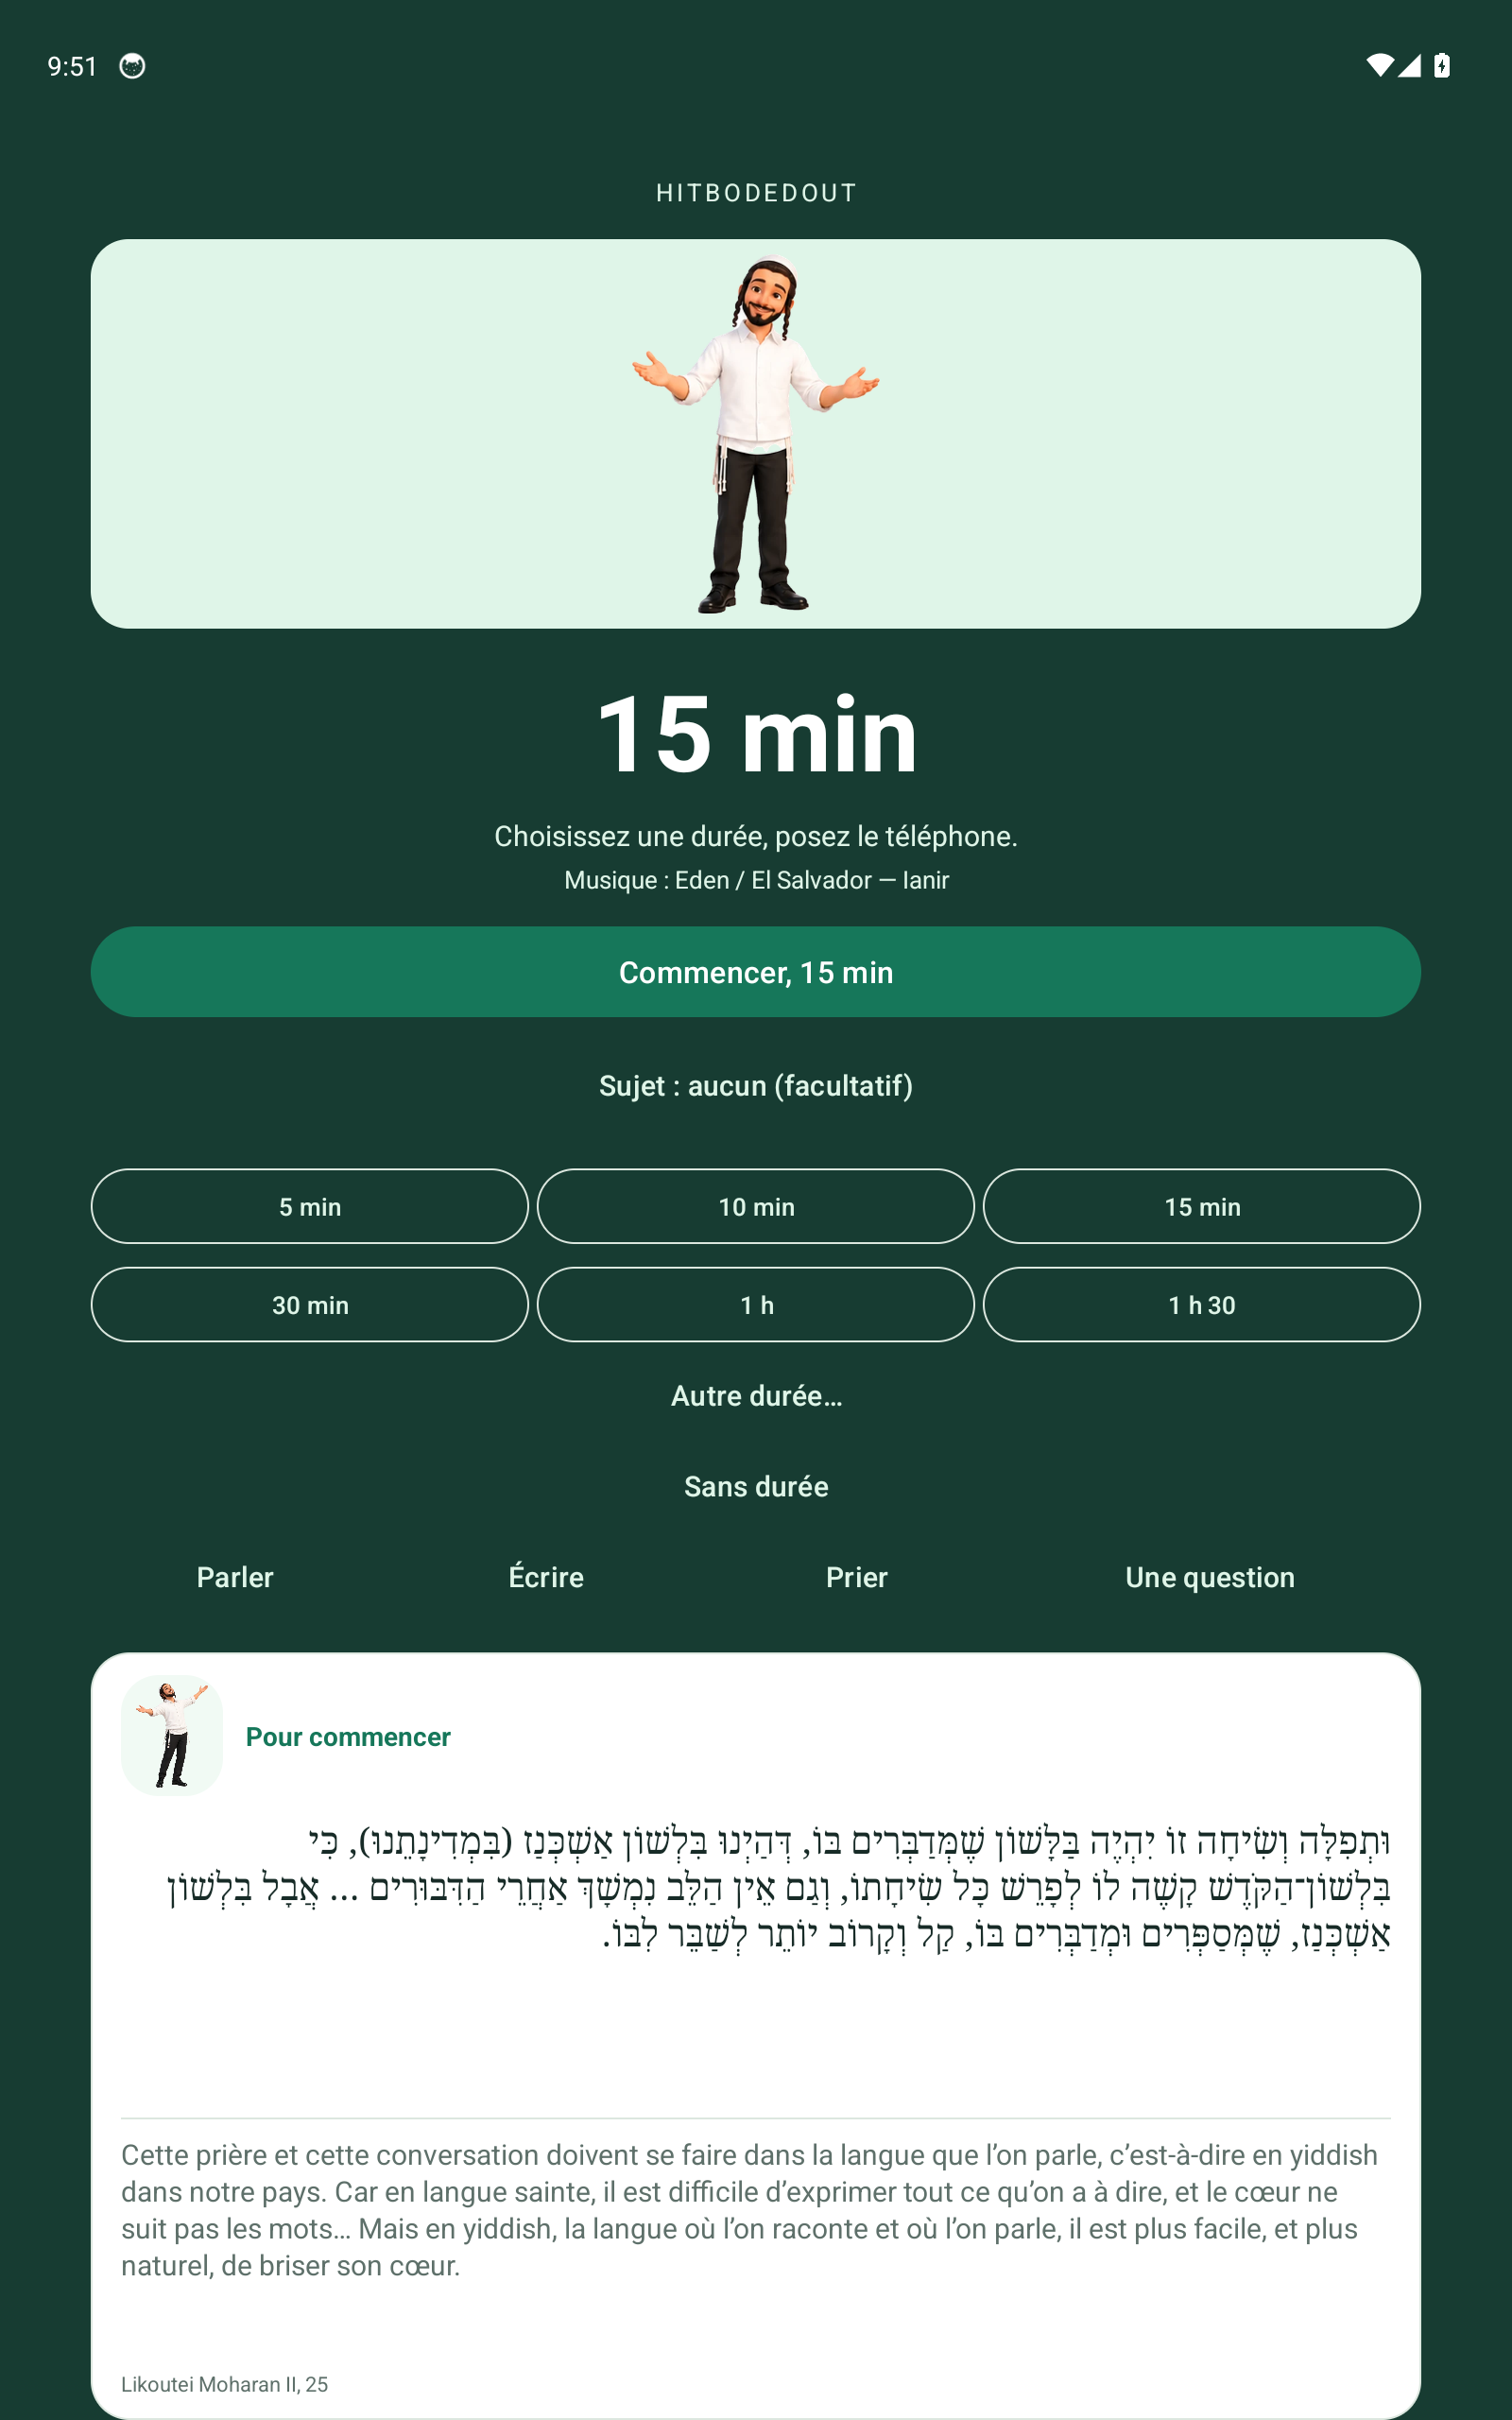 9:51
HITBODEDOUT
15 min
Choisissez une durée, posez le téléphone.
Musique : Eden / El Salvador — Ianir
Commencer, 15 min
Sujet : aucun (facultatif)
5 min
10 min
15 min
30 min
1 h
1 h 30
Autre durée…
Sans durée
Parler
Écrire
Prier
Une question
Pour commencer
וּתְפִלָּה וְשִׂיחָה זוֹ יִהְיֶה בַּלָּשׁוֹן שֶׁמְּדַבְּרִים בּוֹ, דְּהַיְנוּ בִּלְשׁוֹן אַשְׁכְּנַז (בִּמְדִינָתֵנוּ), כִּי
בִּלְשׁוֹן־הַקֹּדֶשׁ קָשֶׁה לוֹ לְפָרֵשׁ כָּל שִׂיחָתוֹ, וְגַם אֵין הַלֵּב נִמְשָׁךְ אַחֲרֵי הַדִּבּוּרִים ... אֲבָל בִּלְשׁוֹן
אַשְׁכְּנַז, שֶׁמְּסַפְּרִים וּמְדַבְּרִים בּוֹ, קַל וְקָרוֹב יוֹתֵר לְשַׁבֵּר לִבּוֹ.
Cette prière et cette conversation doivent se faire dans la langue que l’on parle, c’est-à-dire en yiddish
dans notre pays. Car en langue sainte, il est difficile d’exprimer tout ce qu’on a à dire, et le cœur ne
suit pas les mots… Mais en yiddish, la langue où l’on raconte et où l’on parle, il est plus facile, et plus
naturel, de briser son cœur.
Likoutei Moharan II, 25